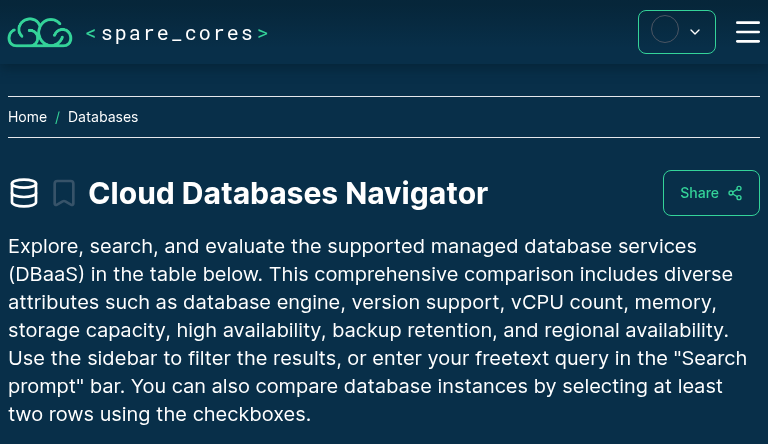 <spare_cores>
Home / Databases
Cloud Databases Navigator
Share
Explore, search, and evaluate the supported managed database services
(DBaaS) in the table below. This comprehensive comparison includes diverse
attributes such as database engine, version support, vCPU count, memory,
storage capacity, high availability, backup retention, and regional availability.
Use the sidebar to filter the results, or enter your freetext query in the "Search
prompt" bar. You can also compare database instances by selecting at least
two rows using the checkboxes.